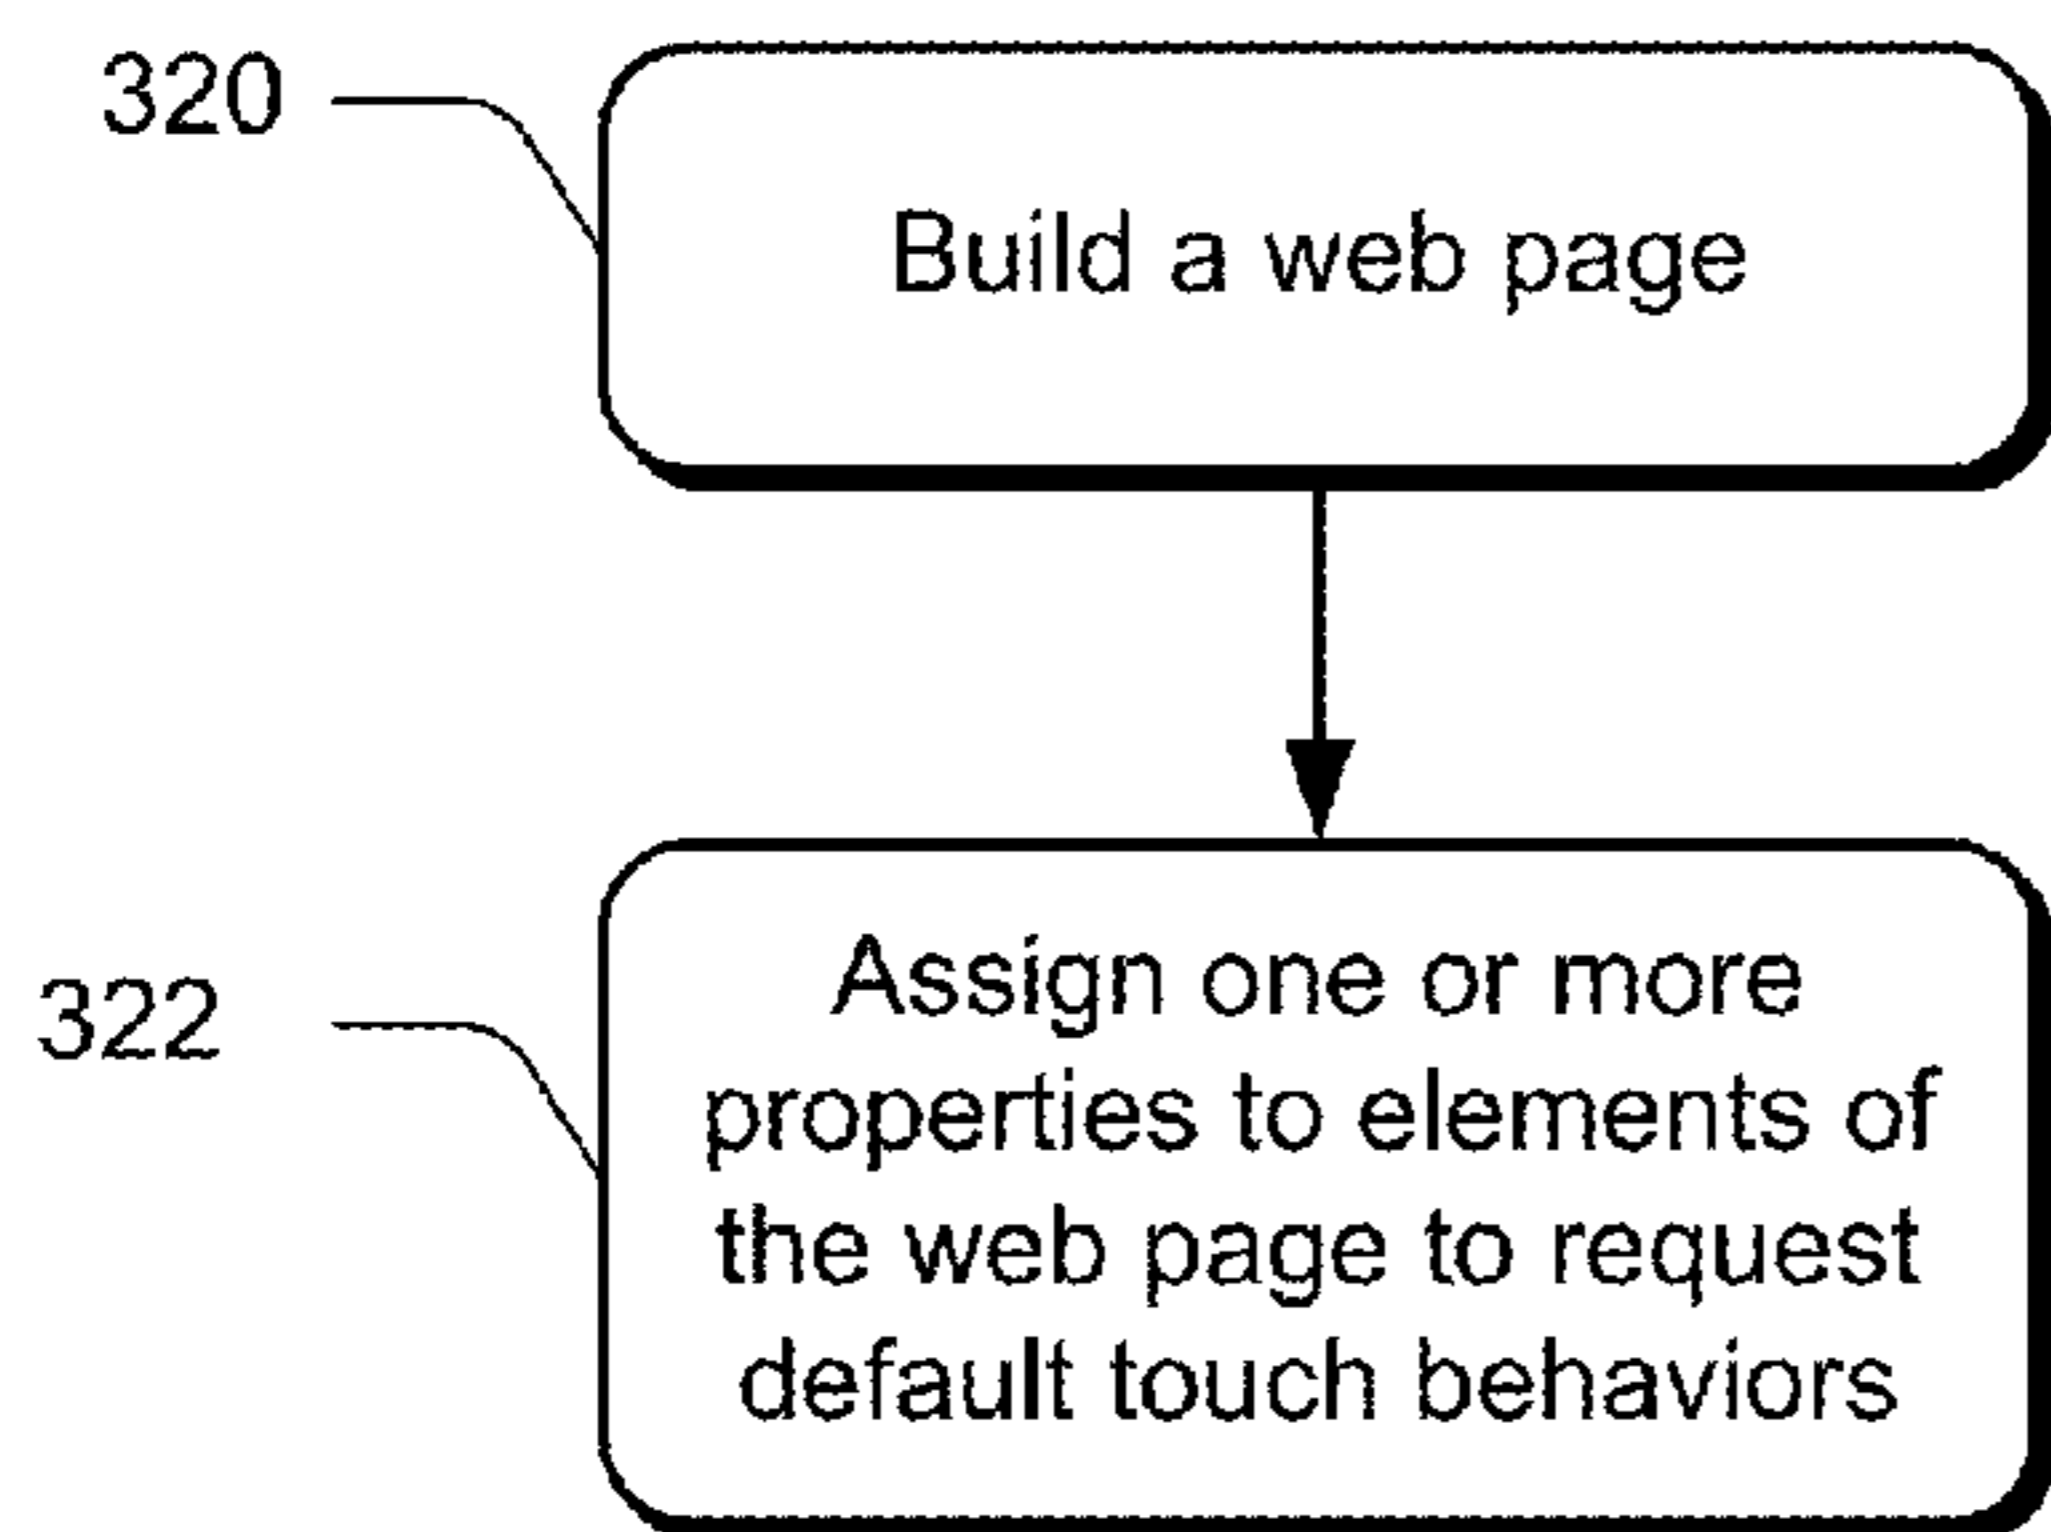 320
Build a web page
322
Assign one or more
properties to elements of
the web page to request
default touch behaviors